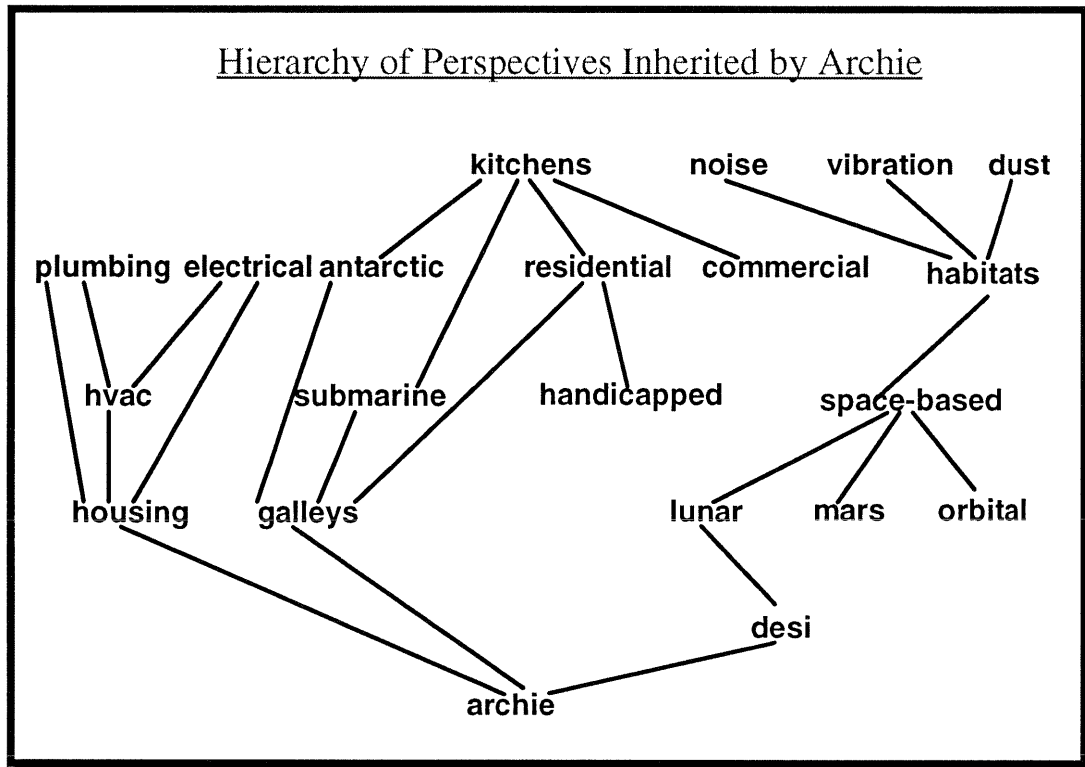 Hierarchy of Perspectives Inherited by Archie
kitchens noise vibration dust
plumbing electrical antarctic residential commercial habitats
hvac submarine handicapped space-based
housing galleys lunar mars orbital
desi
archie